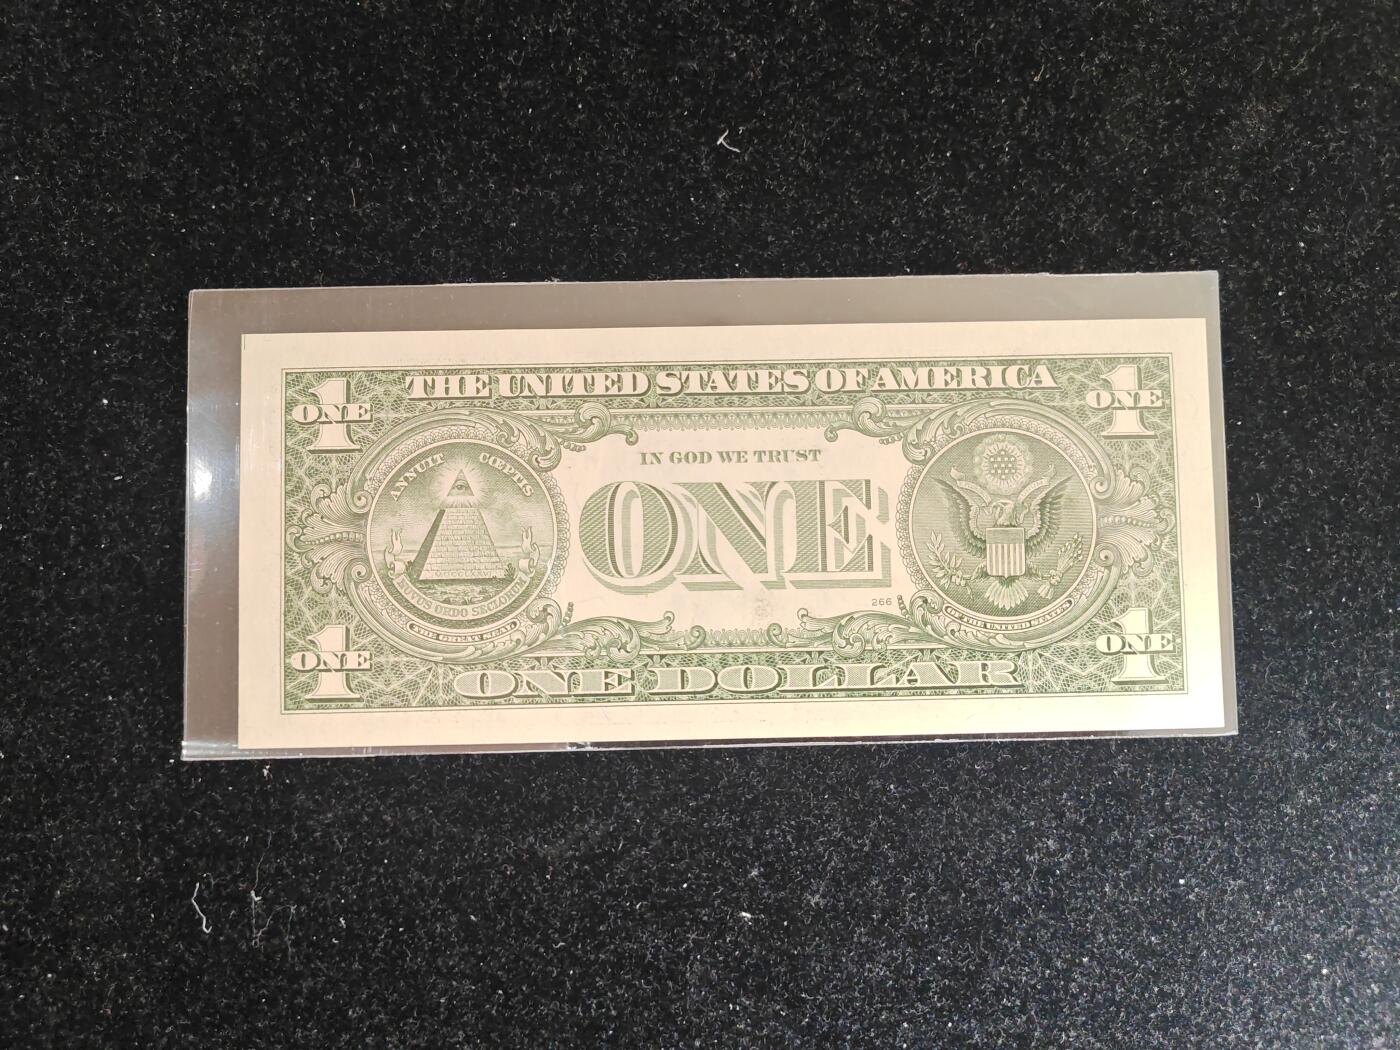 THE UNITED STATES OF AMERICA
1
ONE
1
ONE
ANNUIT CŒPTIS
IN GOD WE TRUST
ONE
NOVUS ORDO SECLORUM
THE GREAT SEAL
266
OF THE UNITED STATES
1
ONE
1
ONE
ONE DOLLAR